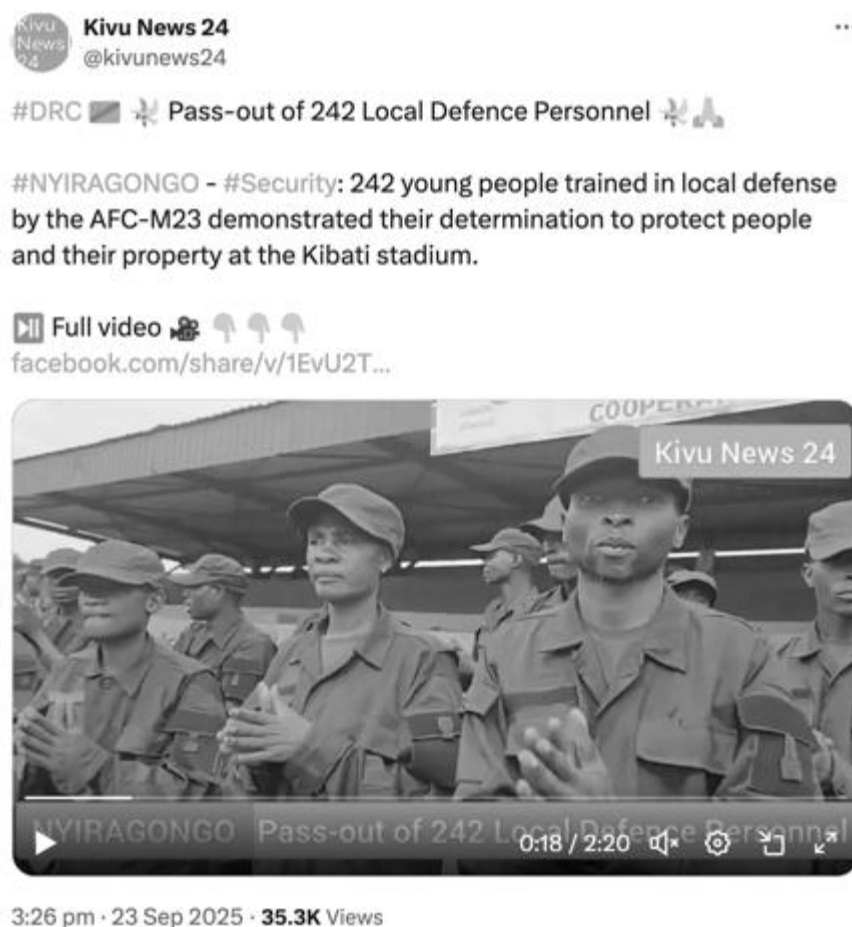 Kivu News 24
Kivu News 24
@kivunews24
#DRC Pass-out of 242 Local Defence Personnel
#NYIRAGONGO - #Security: 242 young people trained in local defense
by the AFC-M23 demonstrated their determination to protect people
and their property at the Kibati stadium.
Full video
facebook.com/share/v/1EvU2T...
Kivu News 24
NYIRAGONGO Pass-out of 242 Local Defence Personnel
0:18 / 2:20
3:26 pm · 23 Sep 2025 · 35.3K Views